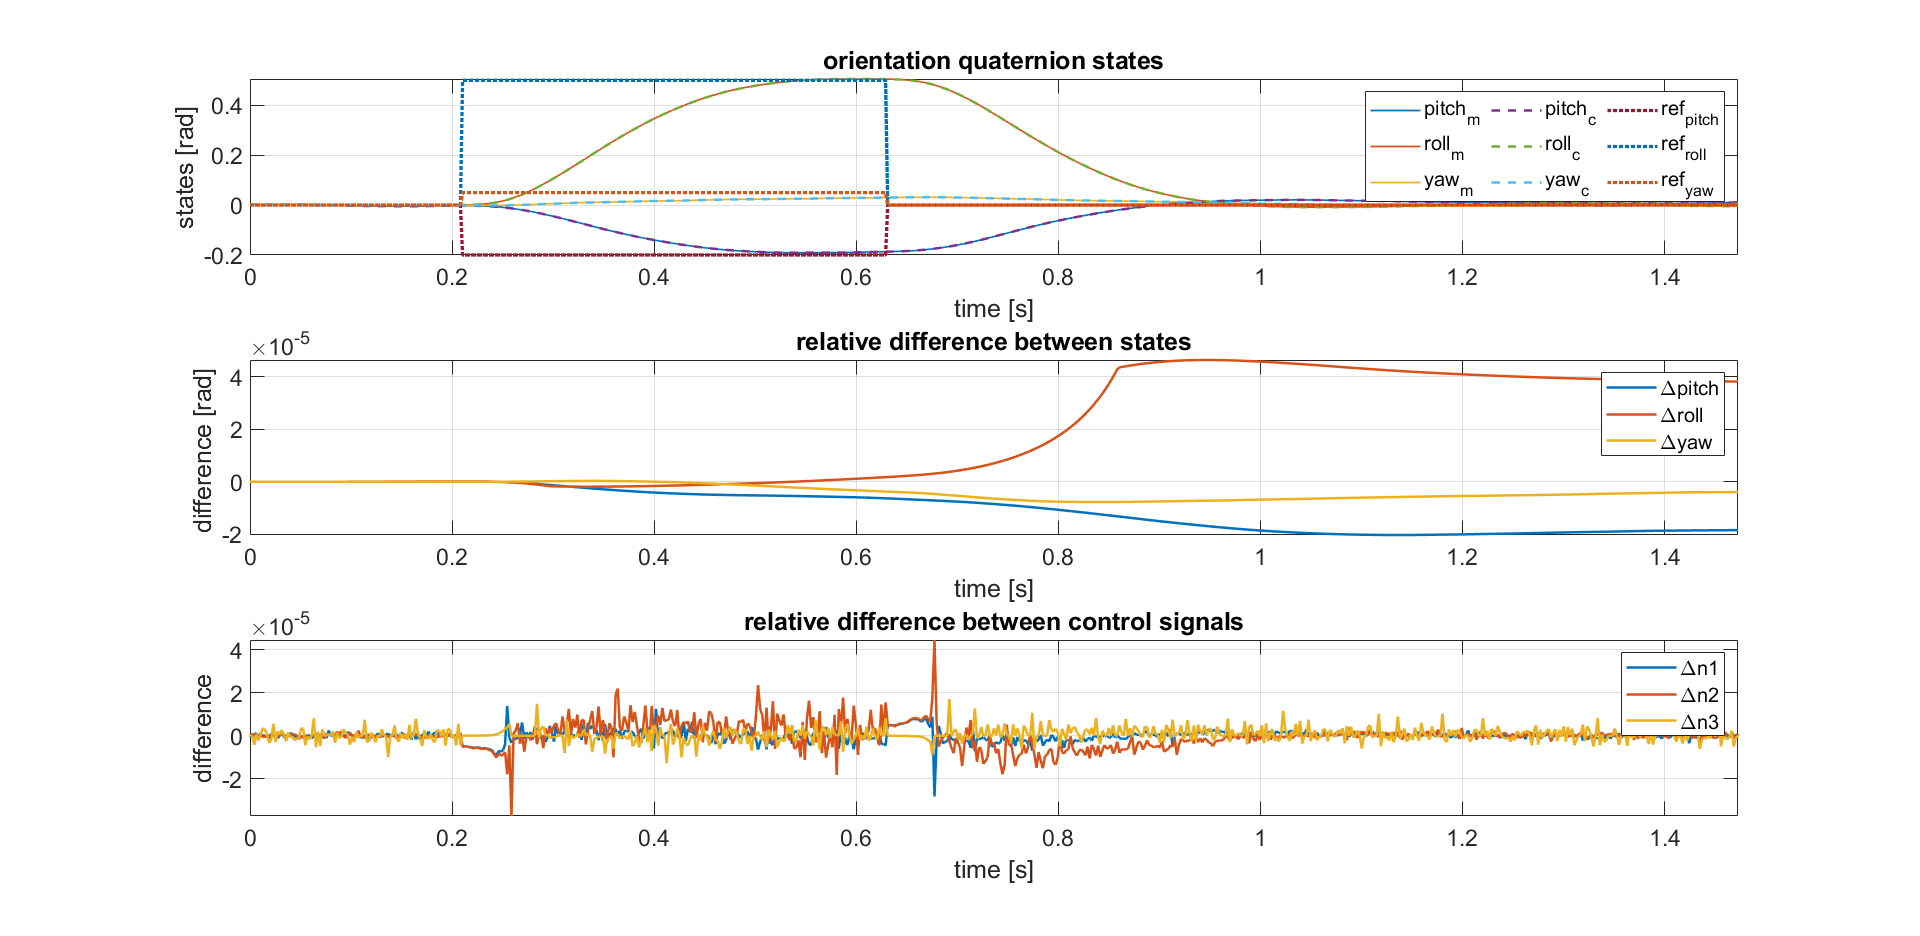 orientation quaternion states
states [rad]
0.4
0.2
0
-0.2
pitch_m pitch_c ref_pitch
roll_m roll_c ref_roll
yaw_m yaw_c ref_yaw
0 0.2 0.4 0.6 0.8 1 1.2 1.4
time [s]
relative difference between states
×10^-5
difference [rad]
4
2
0
-2
Δpitch
Δroll
Δyaw
0 0.2 0.4 0.6 0.8 1 1.2 1.4
time [s]
relative difference between control signals
×10^-5
difference
4
2
0
-2
Δn1
Δn2
Δn3
0 0.2 0.4 0.6 0.8 1 1.2 1.4
time [s]